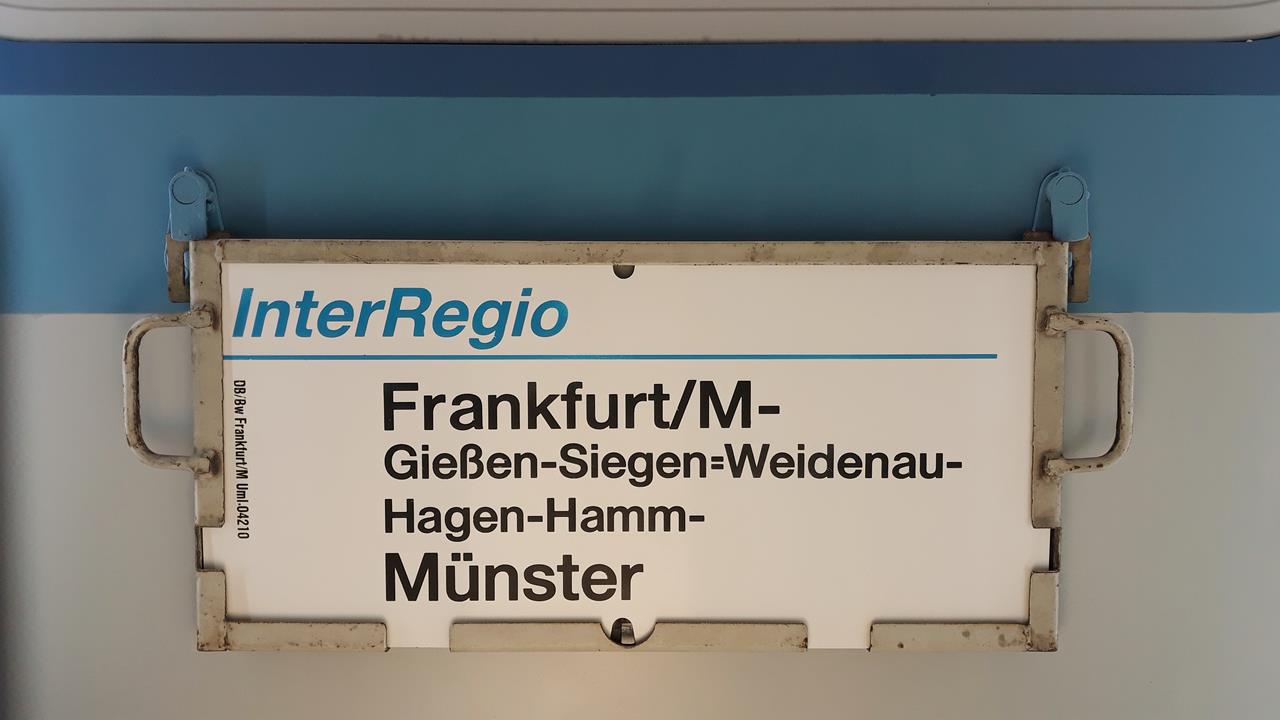 InterRegio
Frankfurt/M-
Gießen-Siegen=Weidenau-
Hagen-Hamm-
Münster
DB/Bw Frankfurt/M Uml.04210